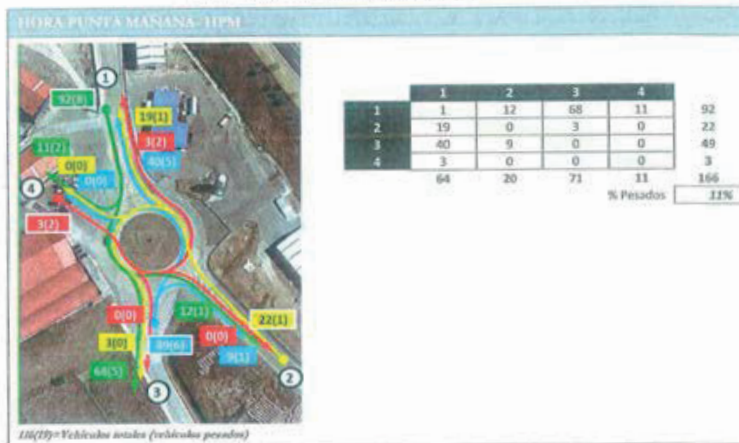 HORA PUNTA MAÑANA- HPM
1
92(8)
19(1)
3(2)
40(5)
11(2)
0(0)
0(0)
4
3(2)
0(0)
12(1)
22(1)
3(0)
49(6)
0(0)
9(1)
68(5)
3
2
1 2 3 4
1 1 12 68 11 92
2 19 0 3 0 22
3 40 9 0 0 49
4 3 0 0 0 3
64 20 71 11 166
% Pesados 11%
=Vehículos totales (vehículos pesados)